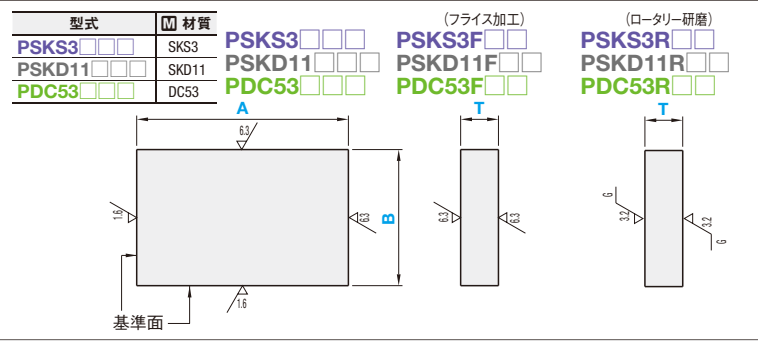 型式 M 材質
PSKS3□□□ SKS3
PSKD11□□□ SKD11
PDC53□□□ DC53
PSKS3□□□
PSKD11□□□
PDC53□□□
(フライス加工)
PSKS3F□□
PSKD11F□□
PDC53F□□
(ロータリー研磨)
PSKS3R□□
PSKD11R□□
PDC53R□□
A
6.3
1.6
63
B
1.6
基準面
T
6.3
6.3
T
G
3.2
3.2
G